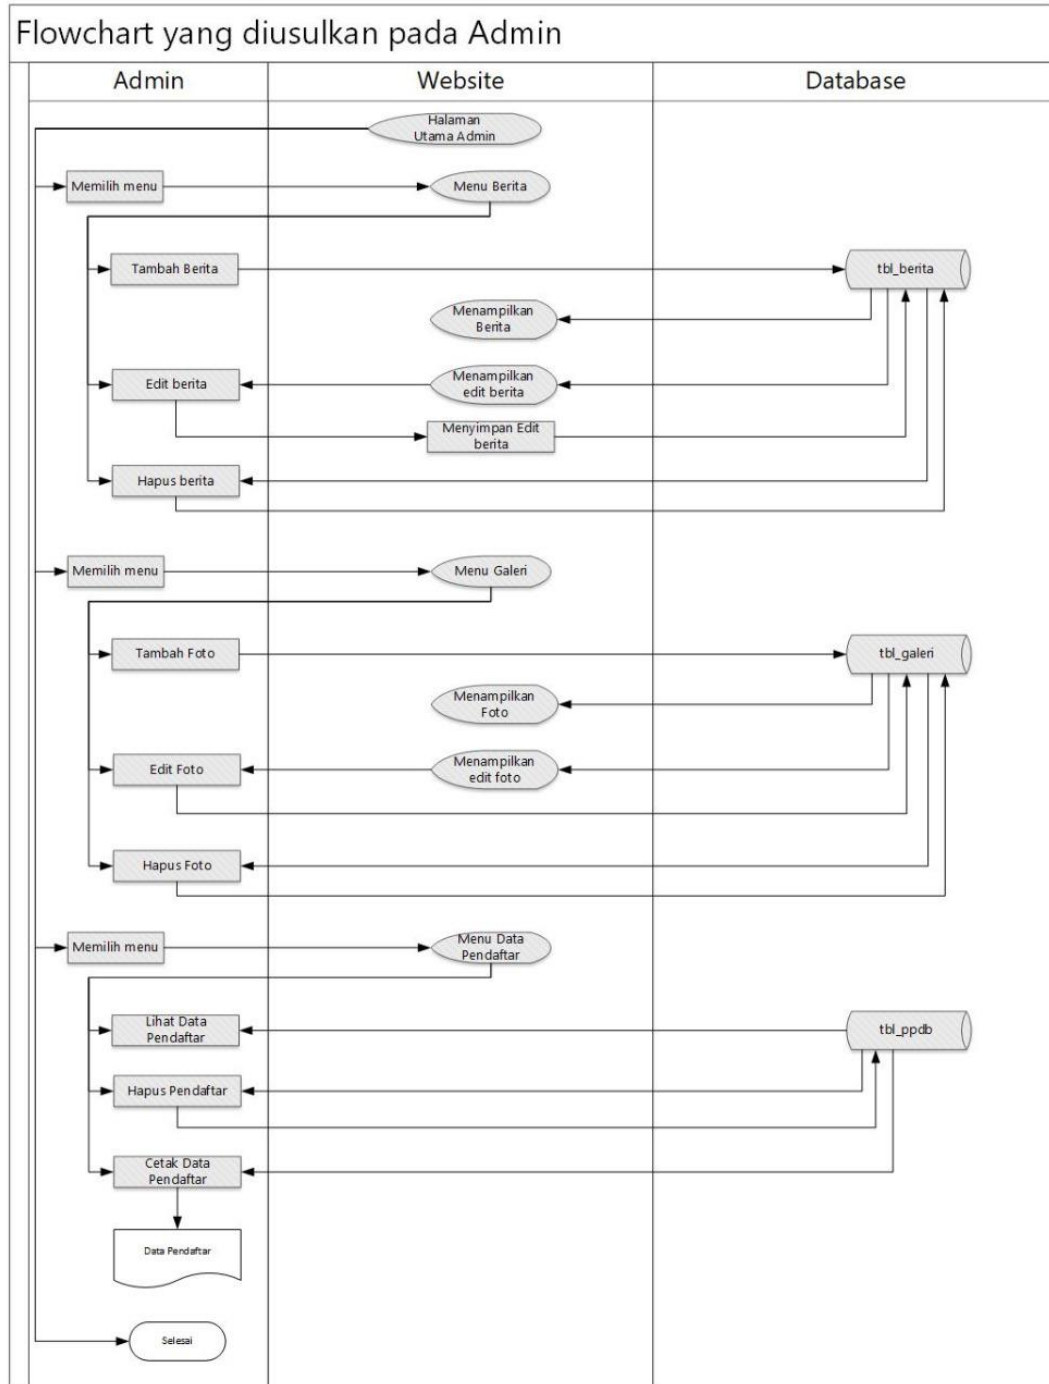 Flowchart yang diusulkan pada Admin
Admin
Website
Database
Halaman
Utama Admin
Memilih menu
Menu Berita
Tambah Berita
tbl_berita
Menampilkan
Berita
Edit berita
Menampilkan
edit berita
Menyimpan Edit
berita
Hapus berita
Memilih menu
Menu Galeri
Tambah Foto
tbl_galeri
Menampilkan
Foto
Edit Foto
Menampilkan
edit foto
Hapus Foto
Memilih menu
Menu Data
Pendaftar
Lihat Data
Pendaftar
tbl_ppdb
Hapus Pendaftar
Cetak Data
Pendaftar
Data Pendaftar
Selesai